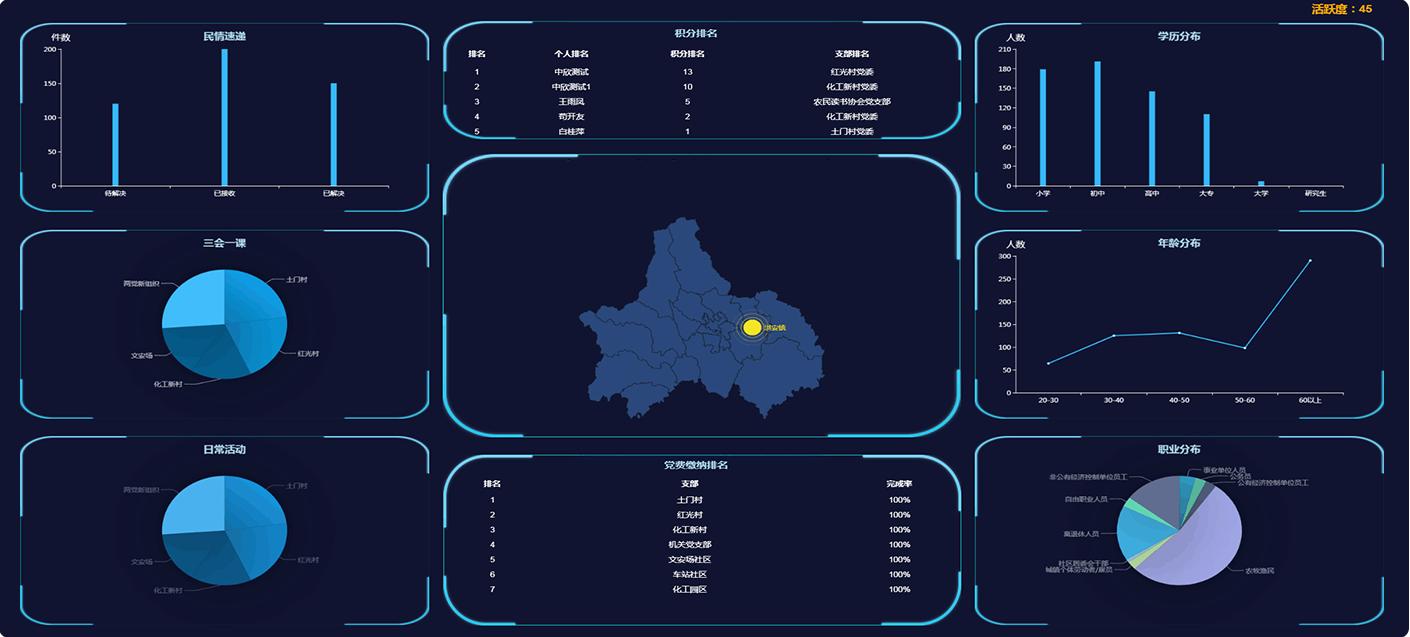 活跃度：45
民情速递
件数
200
150
100
50
0
待解决
已接收
已解决
三会一课
两党新组织
土门村
文安场
红光村
化工新村
日常活动
两党新组织
土门村
文安场
红光村
化工新村
积分排名
排名 个人排名 积分排名 支部排名
1 中欣测试 13 红光村党委
2 中欣测试1 10 化工新村党委
3 王雨凤 5 农民读书协会党支部
4 苟开友 2 化工新村党委
5 白桂萍 1 土门村党委
洪安镇
党费缴纳排名
排名 支部 完成率
1 土门村 100%
2 红光村 100%
3 化工新村 100%
4 机关党支部 100%
5 文安场社区 100%
6 车站社区 100%
7 化工园区 100%
学历分布
人数
210
180
150
120
90
60
30
0
小学
初中
高中
大专
大学
研究生
年龄分布
人数
300
250
200
150
100
50
0
20-30
30-40
40-50
50-60
60以上
职业分布
事业单位人员
非公有经济控制单位员工
公务员
公有经济控制单位员工
自由职业人员
离退休人员
社区居委会干部
城镇个体劳动者/雇员
农牧渔民